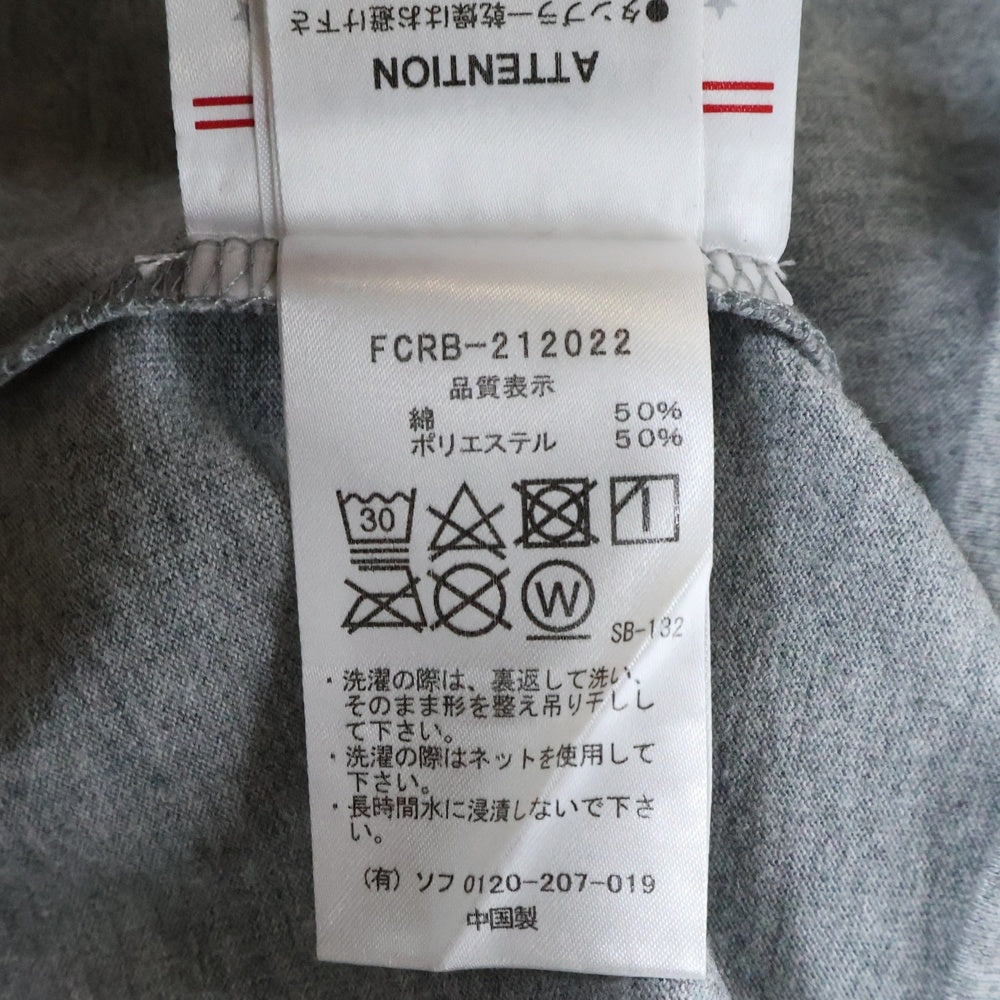 ●タンブラー乾燥はお避け下さ
ATTENTION
FCRB-212022
品質表示
綿 50%
ポリエステル 50%
30
W
SB-132
・洗濯の際は、裏返して洗い、
そのまま形を整え吊り干しし
て下さい。
・洗濯の際はネットを使用して
下さい。
・長時間水に浸漬しないで下さ
い。
(有) ソフ 0120-207-019
中国製